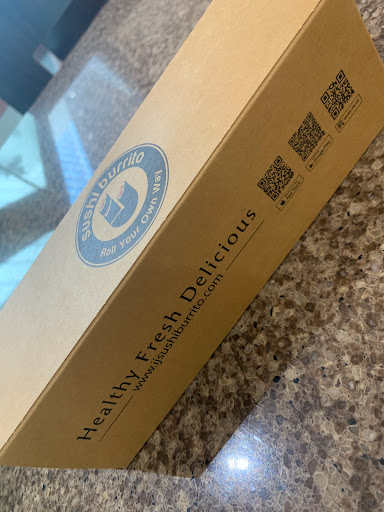 sushi burrito
Roll Your Own Way
Healthy Fresh Delicious
www.ijsushiburrito.com